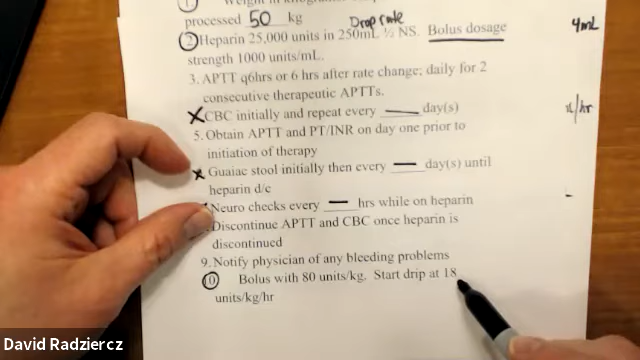 1. Weight in kilograms
processed 50 kg
Drop rate
2 Heparin 25,000 units in 250mL ½ NS. Bolus dosage
4mL
strength 1000 units/mL.
3. APTT q6hrs or 6 hrs after rate change; daily for 2
consecutive therapeutic APTTs.
CBC initially and repeat every ____ day(s)
/hr
5. Obtain APTT and PT/INR on day one prior to
initiation of therapy
Guaiac stool initially then every ____ day(s) until
heparin d/c
Neuro checks every ____ hrs while on heparin
Discontinue APTT and CBC once heparin is
discontinued
9. Notify physician of any bleeding problems
10 Bolus with 80 units/kg. Start drip at 18
units/kg/hr
David Radziercz